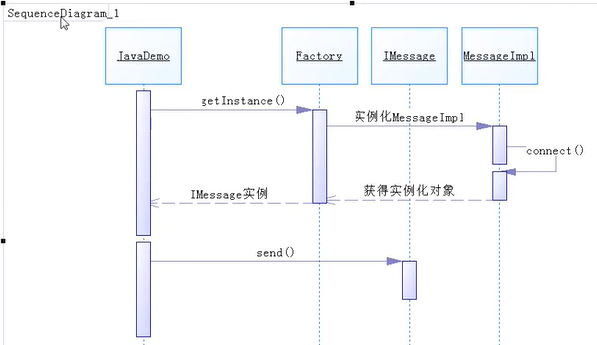 SequenceDiagram_1
JavaDemo
Factory
IMessage
MessageImpl
getInstance()
实例化MessageImpl
connect()
IMessage实例
获得实例化对象
send()